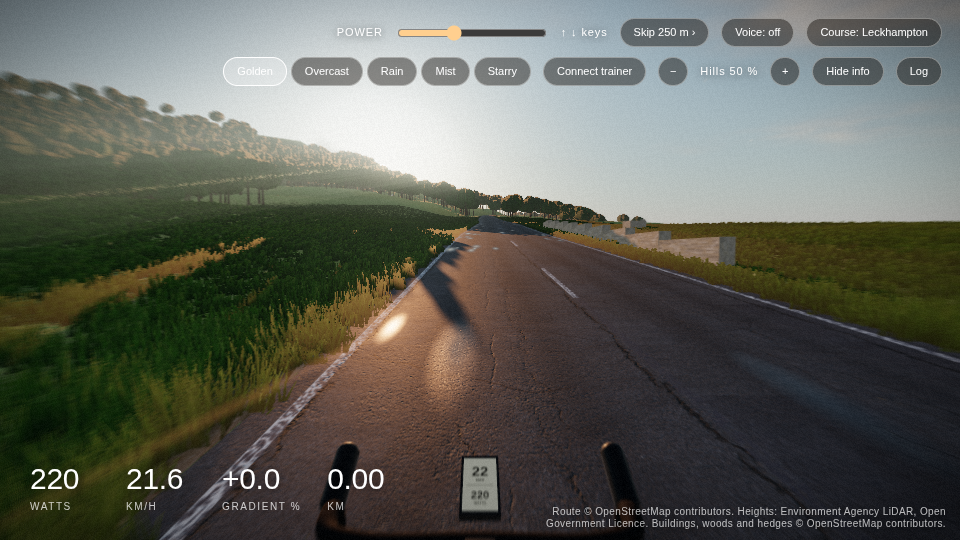 POWER ↑ ↓ keys Skip 250 m › Voice: off Course: Leckhampton
Golden Overcast Rain Mist Starry Connect trainer − Hills 50 % + Hide info Log
22
220
220 21.6 +0.0 0.00
WATTS KM/H GRADIENT % KM
Route © OpenStreetMap contributors. Heights: Environment Agency LiDAR, Open
Government Licence. Buildings, woods and hedges © OpenStreetMap contributors.